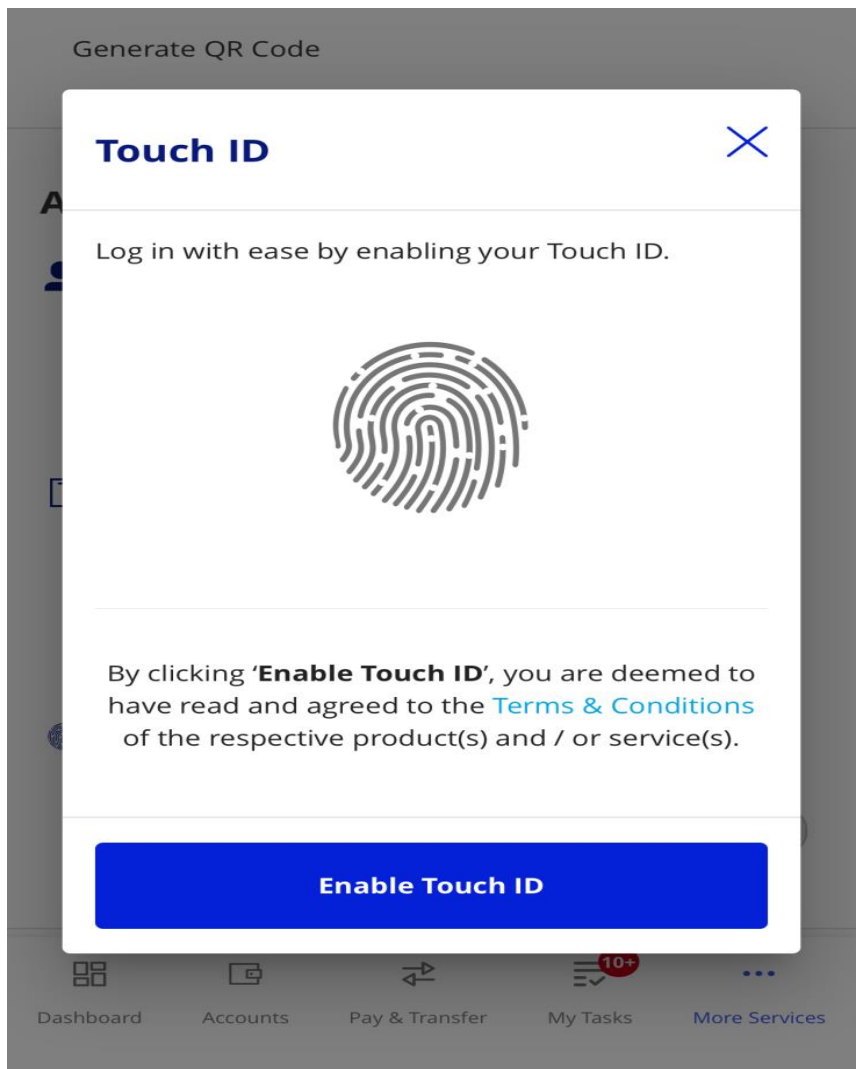 Generate QR Code
Touch ID
A
Log in with ease by enabling your Touch ID.
By clicking ‘Enable Touch ID’, you are deemed to
have read and agreed to the Terms & Conditions
of the respective product(s) and / or service(s).
Enable Touch ID
10+
Dashboard Accounts Pay & Transfer My Tasks More Services